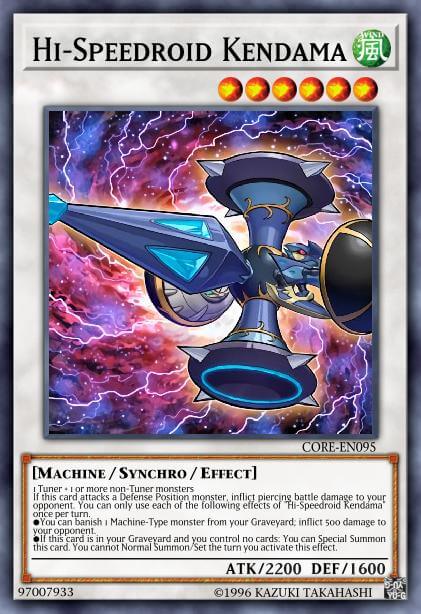 HI-SPEEDROID KENDAMA
WIND
風
CORE-EN095
[MACHINE / SYNCHRO / EFFECT]
1 Tuner + 1 or more non-Tuner monsters
If this card attacks a Defense Position monster, inflict piercing battle damage to your
opponent. You can only use each of the following effects of "Hi-Speedroid Kendama"
once per turn.
●You can banish 1 Machine-Type monster from your Graveyard; inflict 500 damage to
your opponent.
●If this card is in your Graveyard and you control no cards: You can Special Summon
this card. You cannot Normal Summon/Set the turn you activate this effect.
ATK/2200 DEF/1600
97007933
©1996 KAZUKI TAKAHASHI